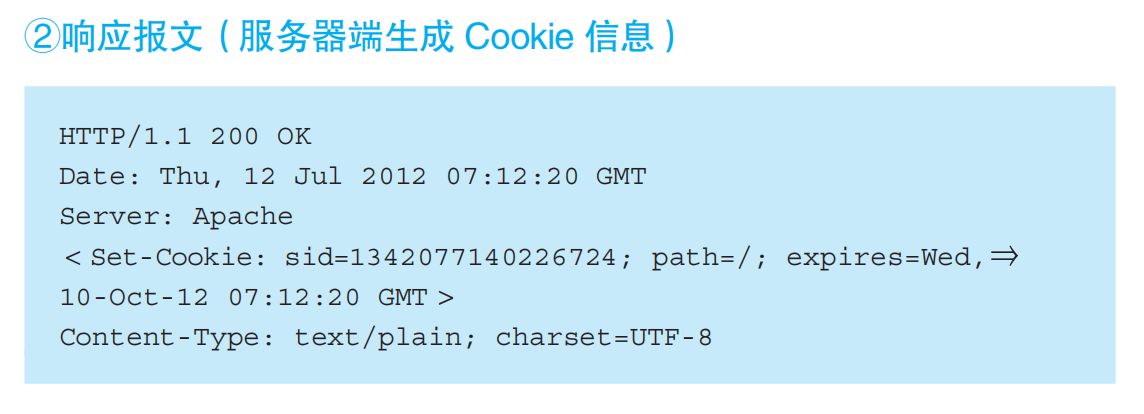 ②响应报文（服务器端生成 Cookie 信息）
HTTP/1.1 200 OK
Date: Thu, 12 Jul 2012 07:12:20 GMT
Server: Apache
＜Set-Cookie: sid=1342077140226724; path=/; expires=Wed,⇒
10-Oct-12 07:12:20 GMT＞
Content-Type: text/plain; charset=UTF-8